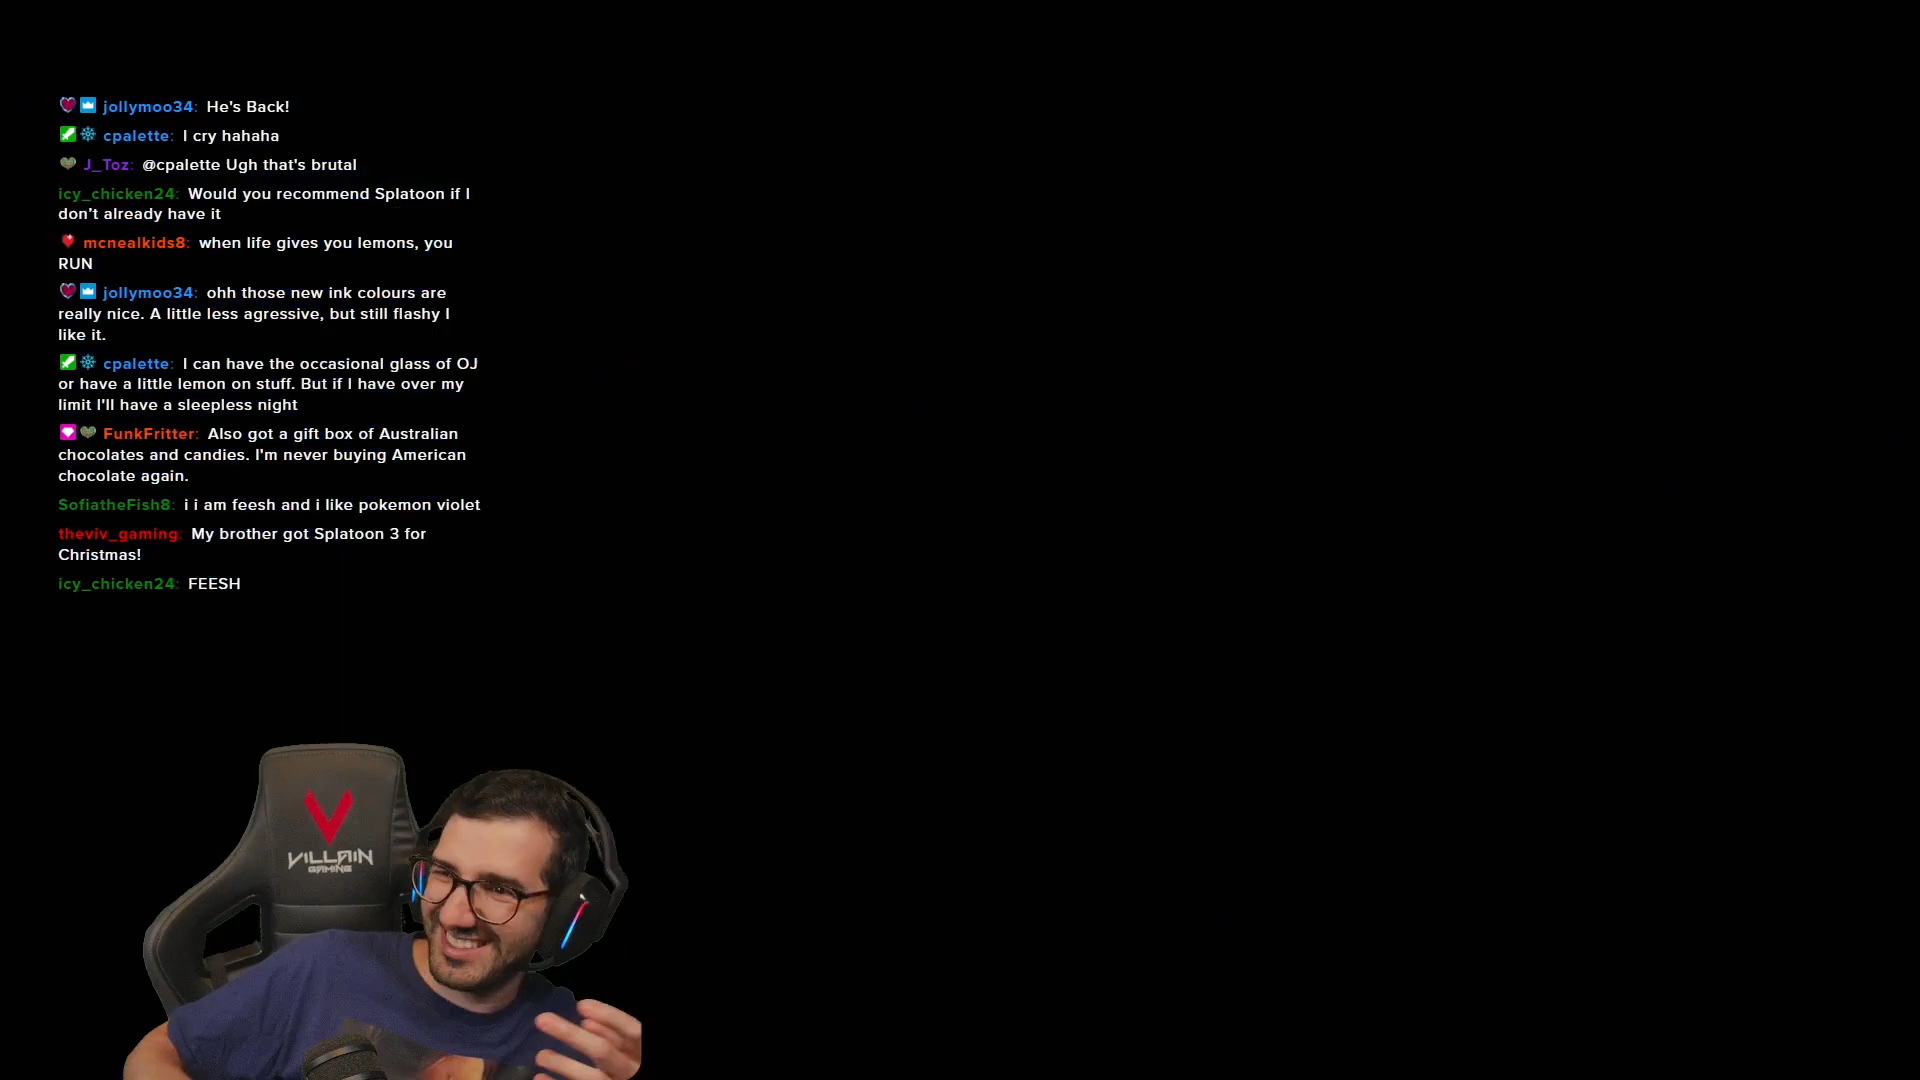 jollymoo34: He's Back!
cpalette: I cry hahaha
J_Toz: @cpalette Ugh that's brutal
icy_chicken24: Would you recommend Splatoon if I
don't already have it
mcnealkids8: when life gives you lemons, you
RUN
jollymoo34: ohh those new ink colours are
really nice. A little less agressive, but still flashy I
like it.
cpalette: I can have the occasional glass of OJ
or have a little lemon on stuff. But if I have over my
limit I'll have a sleepless night
FunkFritter: Also got a gift box of Australian
chocolates and candies. I'm never buying American
chocolate again.
SofiatheFish8: i i am feesh and i like pokemon violet
theviv_gaming: My brother got Splatoon 3 for
Christmas!
icy_chicken24: FEESH
VILLAIN
GAMING